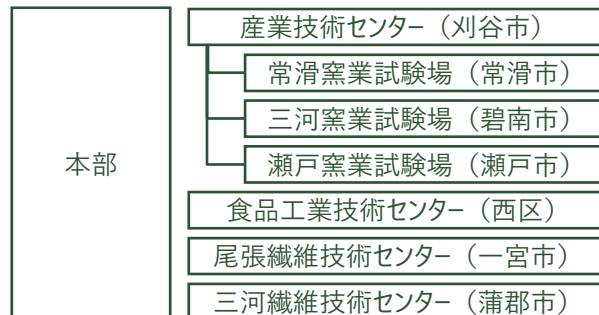 本部
産業技術センター（刈谷市）
常滑窯業試験場（常滑市）
三河窯業試験場（碧南市）
瀬戸窯業試験場（瀬戸市）
食品工業技術センター（西区）
尾張繊維技術センター（一宮市）
三河繊維技術センター（蒲郡市）